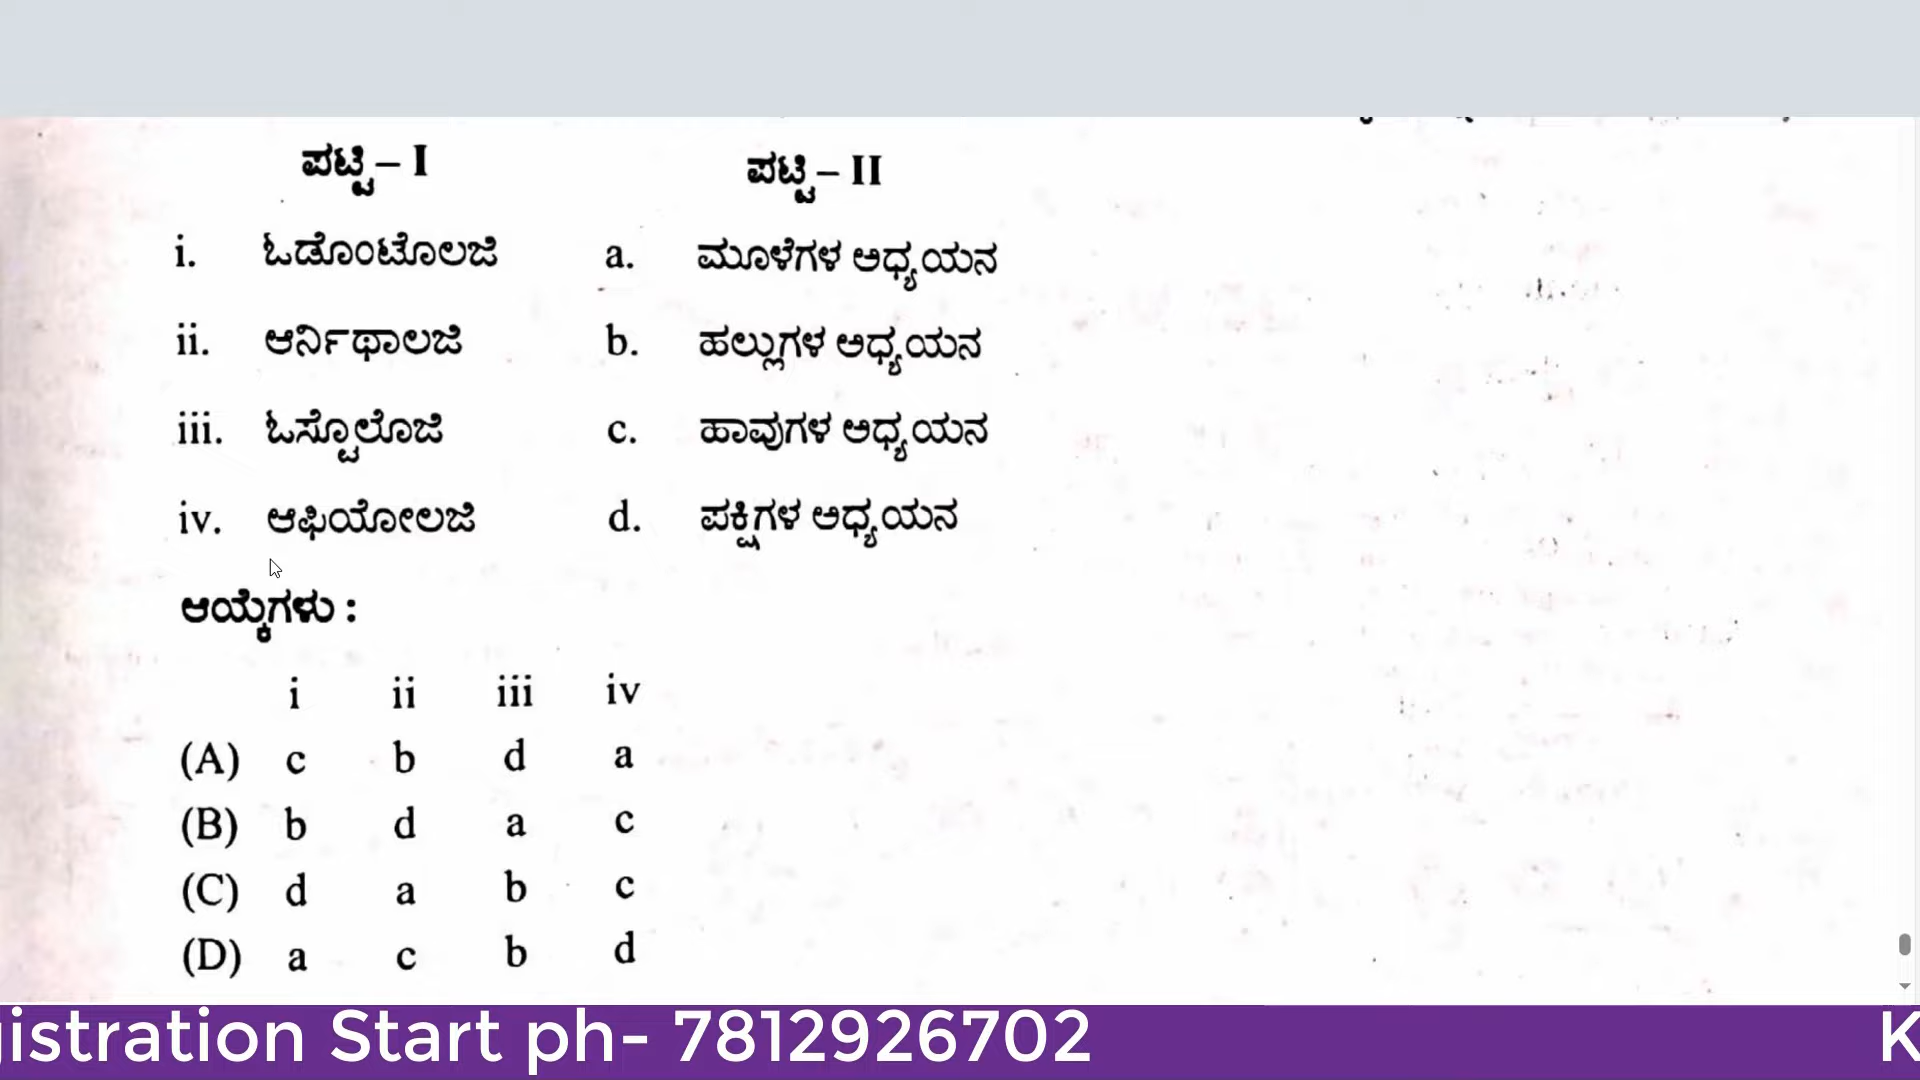 ಪಟ್ಟಿ – I ಪಟ್ಟಿ – II
i. ಓಡೊಂಟೊಲಜಿ a. ಮೂಳೆಗಳ ಅಧ್ಯಯನ
ii. ಆರ್ನಿಥಾಲಜಿ b. ಹಲ್ಲುಗಳ ಅಧ್ಯಯನ
iii. ಓಸ್ಟೊಲೊಜಿ c. ಹಾವುಗಳ ಅಧ್ಯಯನ
iv. ಆಫಿಯೋಲಜಿ d. ಪಕ್ಷಿಗಳ ಅಧ್ಯಯನ
ಆಯ್ಕೆಗಳು :
i ii iii iv
(A) c b d a
(B) b d a c
(C) d a b c
(D) a c b d
gistration Start ph- 7812926702 K